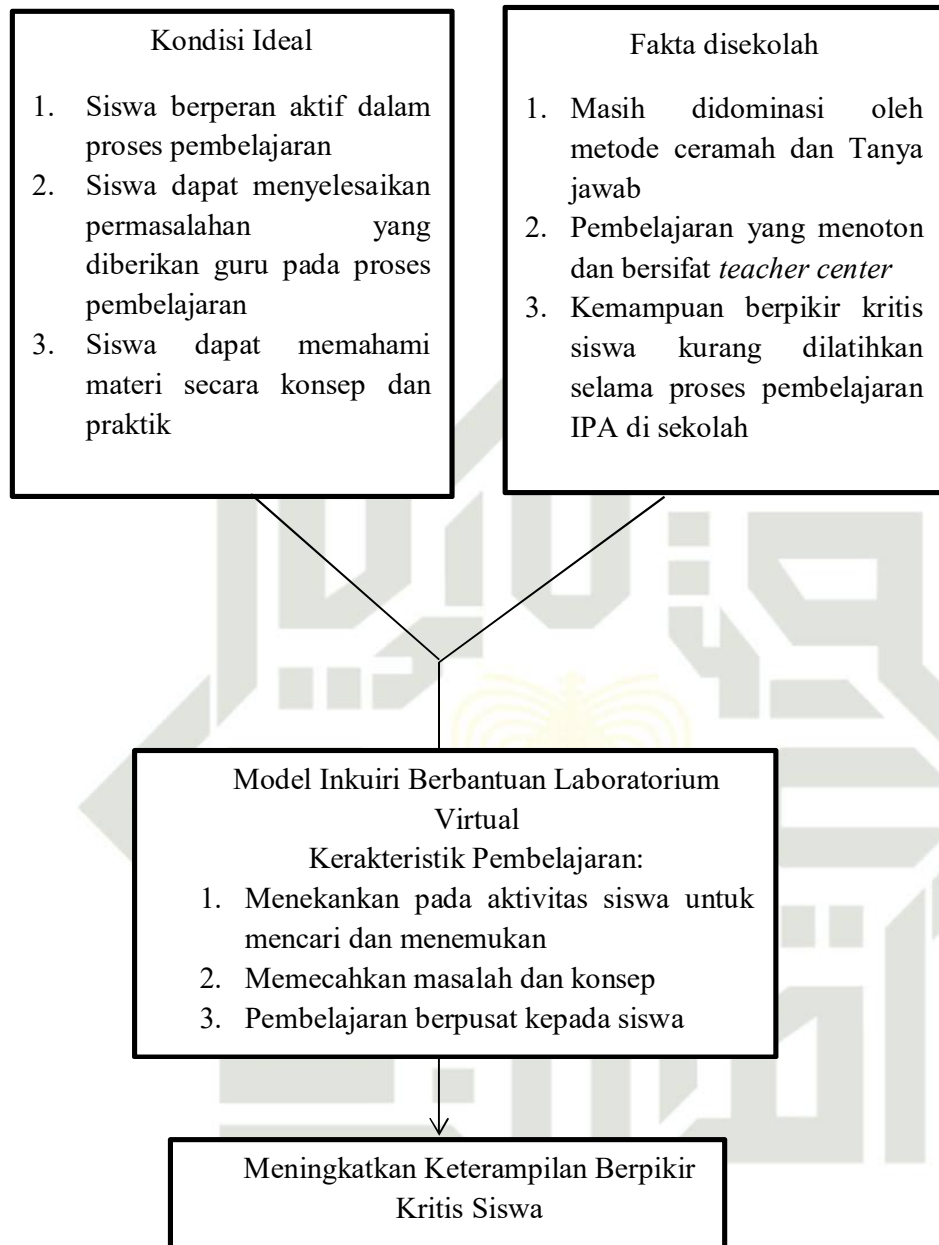 Kondisi Ideal
1. Siswa berperan aktif dalam
proses pembelajaran
2. Siswa dapat menyelesaikan
permasalahan yang
diberikan guru pada proses
pembelajaran
3. Siswa dapat memahami
materi secara konsep dan
praktik
Fakta disekolah
1. Masih didominasi oleh
metode ceramah dan Tanya
jawab
2. Pembelajaran yang menoton
dan bersifat teacher center
3. Kemampuan berpikir kritis
siswa kurang dilatihkan
selama proses pembelajaran
IPA di sekolah
Model Inkuiri Berbantuan Laboratorium
Virtual
Kerakteristik Pembelajaran:
1. Menekankan pada aktivitas siswa untuk
mencari dan menemukan
2. Memecahkan masalah dan konsep
3. Pembelajaran berpusat kepada siswa
Meningkatkan Keterampilan Berpikir
Kritis Siswa